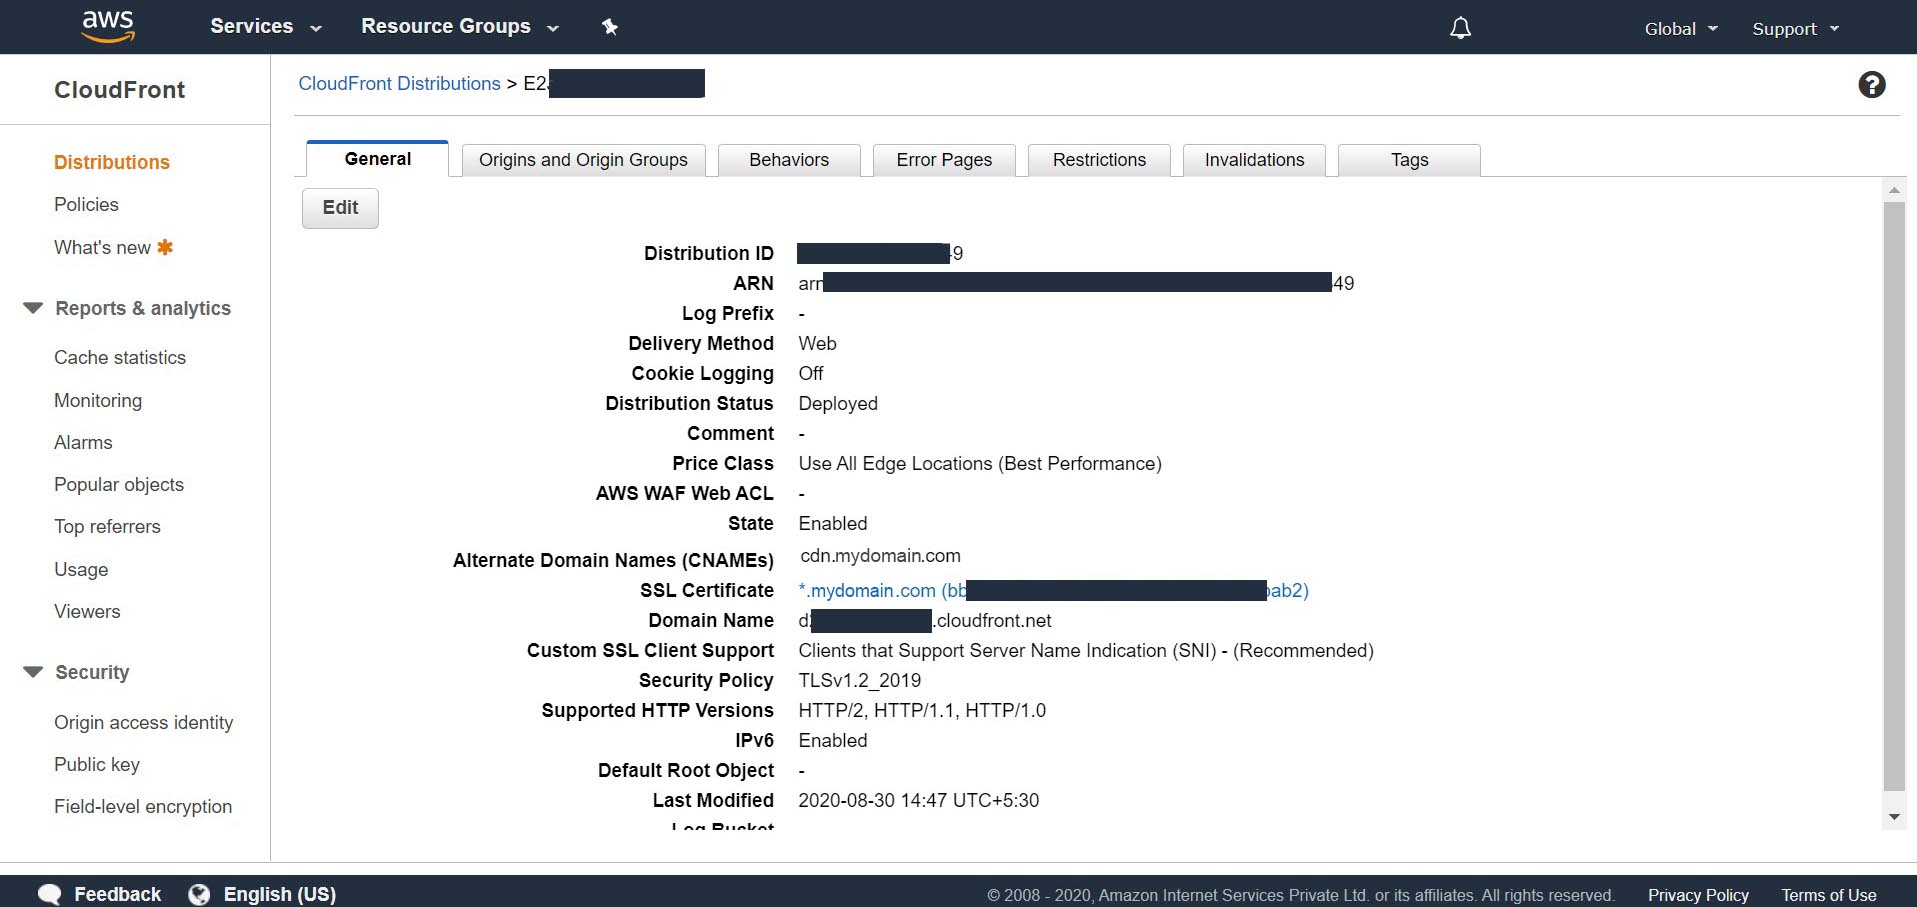 aws Services Resource Groups Global Support
CloudFront
CloudFront Distributions > E2
General Origins and Origin Groups Behaviors Error Pages Restrictions Invalidations Tags
Distributions
Policies
What's new
Reports & analytics
Cache statistics
Monitoring
Alarms
Popular objects
Top referrers
Usage
Viewers
Security
Origin access identity
Public key
Field-level encryption
Edit
Distribution ID 9
ARN arn 49
Log Prefix -
Delivery Method Web
Cookie Logging Off
Distribution Status Deployed
Comment -
Price Class Use All Edge Locations (Best Performance)
AWS WAF Web ACL -
State Enabled
Alternate Domain Names (CNAMEs) cdn.mydomain.com
SSL Certificate *.mydomain.com (bb ab2)
Domain Name d .cloudfront.net
Custom SSL Client Support Clients that Support Server Name Indication (SNI) - (Recommended)
Security Policy TLSv1.2_2019
Supported HTTP Versions HTTP/2, HTTP/1.1, HTTP/1.0
IPv6 Enabled
Default Root Object -
Last Modified 2020-08-30 14:47 UTC+5:30
Log Bucket
Feedback English (US) © 2008 - 2020, Amazon Internet Services Private Ltd. or its affiliates. All rights reserved. Privacy Policy Terms of Use